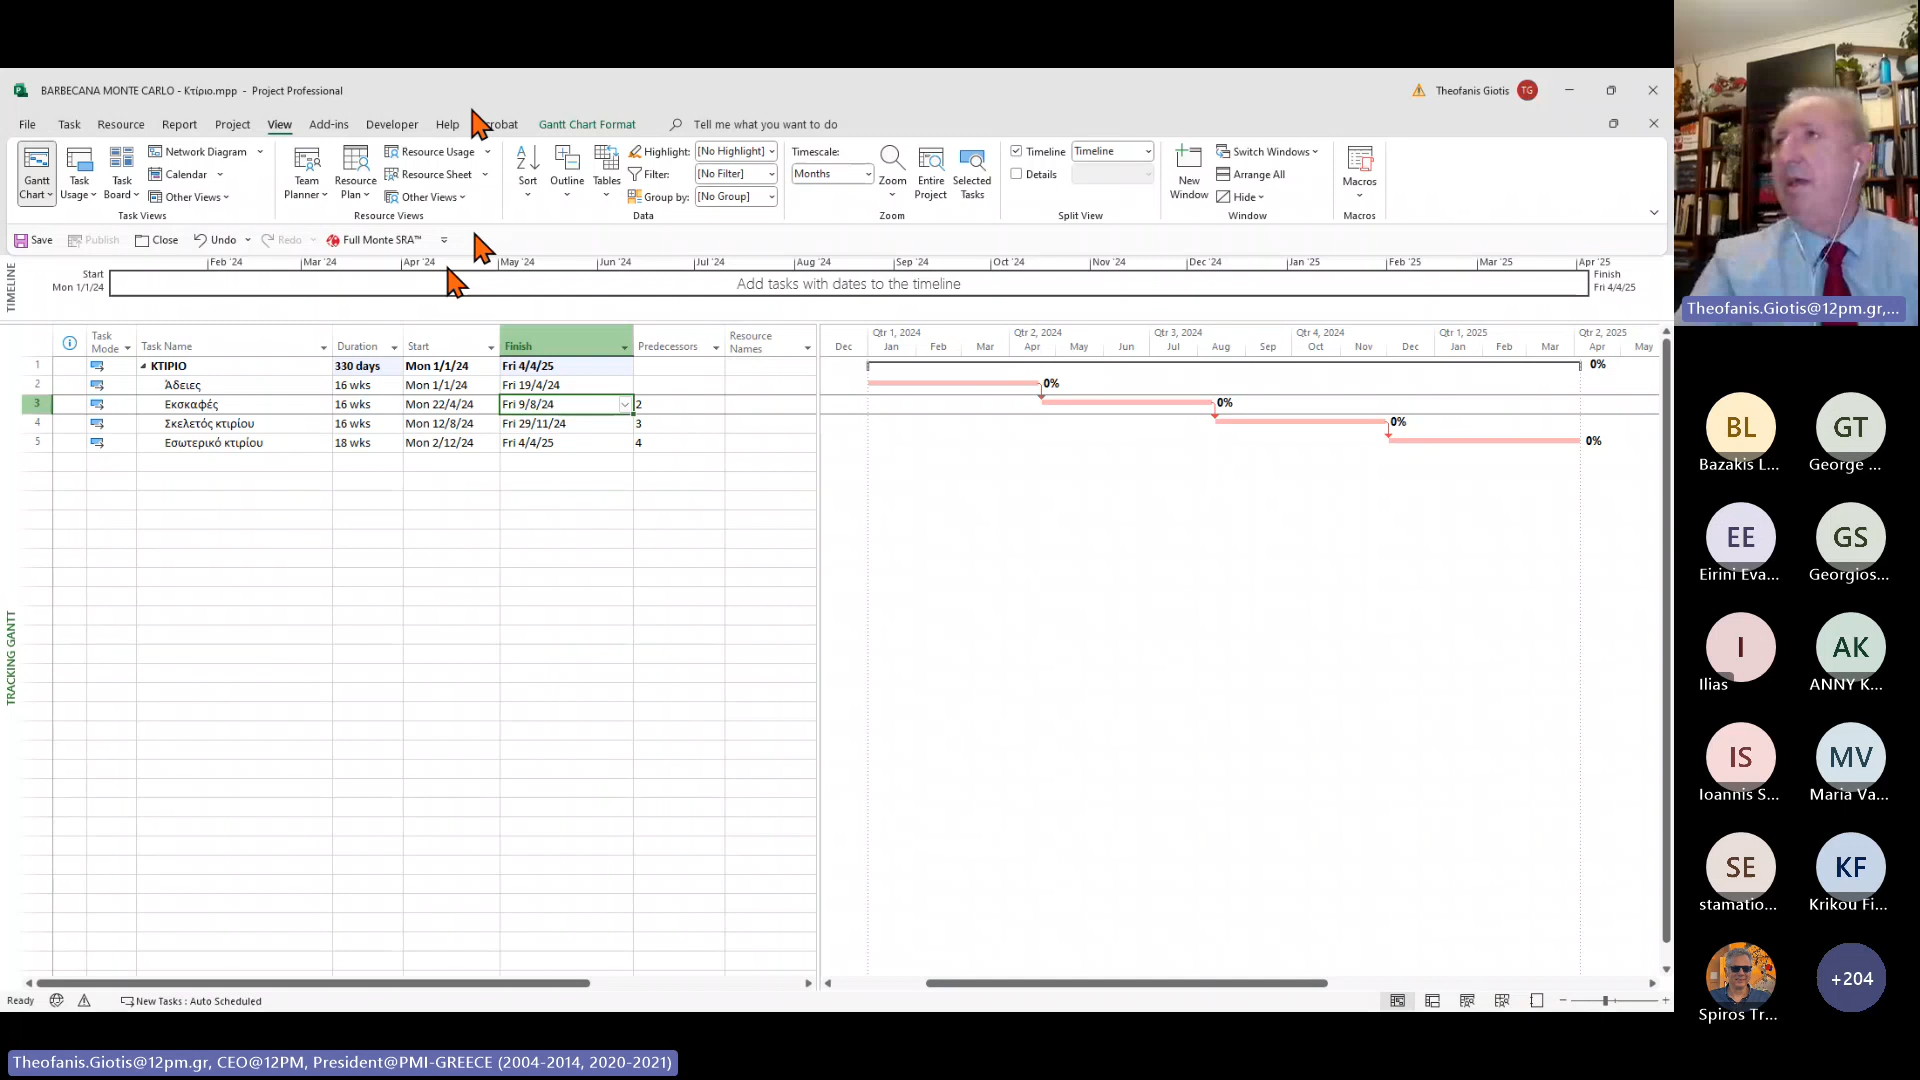 BARBECANA MONTE CARLO - Κτίριο.mpp - Project Professional
Theofanis Giotis TG
File Task Resource Report Project View Add-ins Developer Help Gantt Chart Format Tell me what you want to do
Gantt Chart
Task Usage
Task Board
Network Diagram
Calendar
Other Views
Task Views
Team Planner
Resource Plan
Resource Usage
Resource Sheet
Other Views
Resource Views
Sort
Outline
Tables
Highlight: [No Highlight]
Filter: [No Filter]
Group by: [No Group]
Data
Timescale:
Months
Zoom
Entire Project
Selected Tasks
Zoom
Timeline Timeline
Details
Split View
New Window
Switch Windows
Arrange All
Hide
Window
Macros
Macros
Save Publish Close Undo Redo Full Monte SRA™
TIMELINE
Start
Mon 1/1/24
Feb '24 Mar '24 Apr '24 May '24 Jun '24 Jul '24 Aug '24 Sep '24 Oct '24 Nov '24 Dec '24 Jan '25 Feb '25 Mar '25 Apr '25
Add tasks with dates to the timeline
Finish
Fri 4/4/25
Task Mode Task Name Duration Start Finish Predecessors Resource Names
1 ΚΤΙΡΙΟ 330 days Mon 1/1/24 Fri 4/4/25
2 Άδειες 16 wks Mon 1/1/24 Fri 19/4/24
3 Εκσκαφές 16 wks Mon 22/4/24 Fri 9/8/24 2
4 Σκελετός κτιρίου 16 wks Mon 12/8/24 Fri 29/11/24 3
5 Εσωτερικό κτιρίου 18 wks Mon 2/12/24 Fri 4/4/25 4
Qtr 1, 2024 Qtr 2, 2024 Qtr 3, 2024 Qtr 4, 2024 Qtr 1, 2025 Qtr 2, 2025
Dec Jan Feb Mar Apr May Jun Jul Aug Sep Oct Nov Dec Jan Feb Mar Apr May
0%
0%
0%
0%
0%
TRACKING GANTT
Ready New Tasks : Auto Scheduled
Theofanis.Giotis@12pm.gr, CEO@12PM, President@PMI-GREECE (2004-2014, 2020-2021)
Theofanis.Giotis@12pm.gr,...
BL GT
Bazakis L... George ...
EE GS
Eirini Eva... Georgios...
I AK
Ilias ANNY K...
IS MV
Ioannis S... Maria Va...
SE KF
stamatio... Krikou Fi...
+204
Spiros Tr...